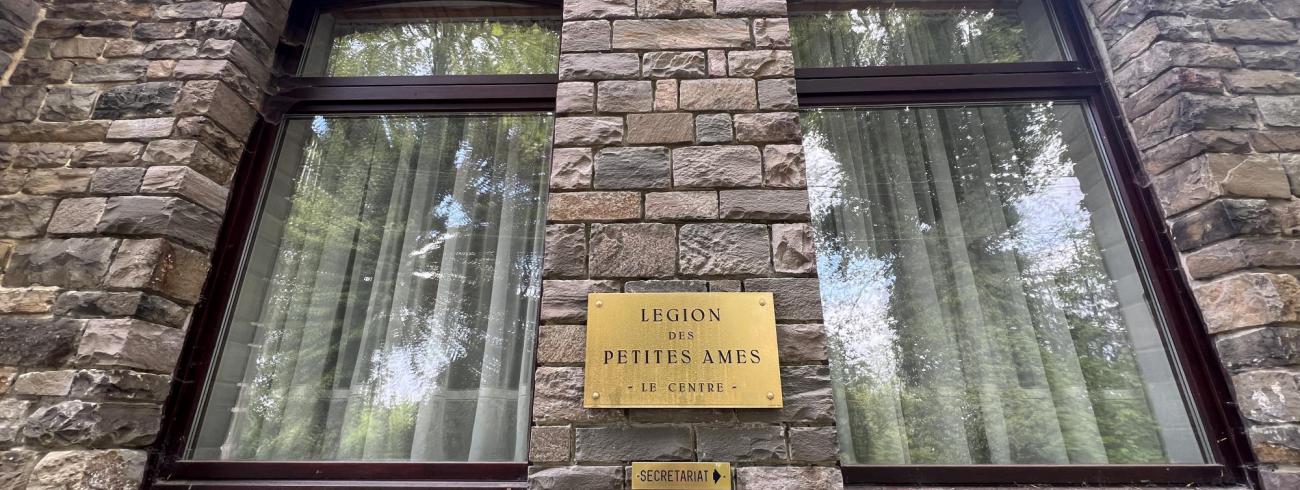 LEGION
DES
PETITES AMES
- LE CENTRE -
·SECRETARIAT